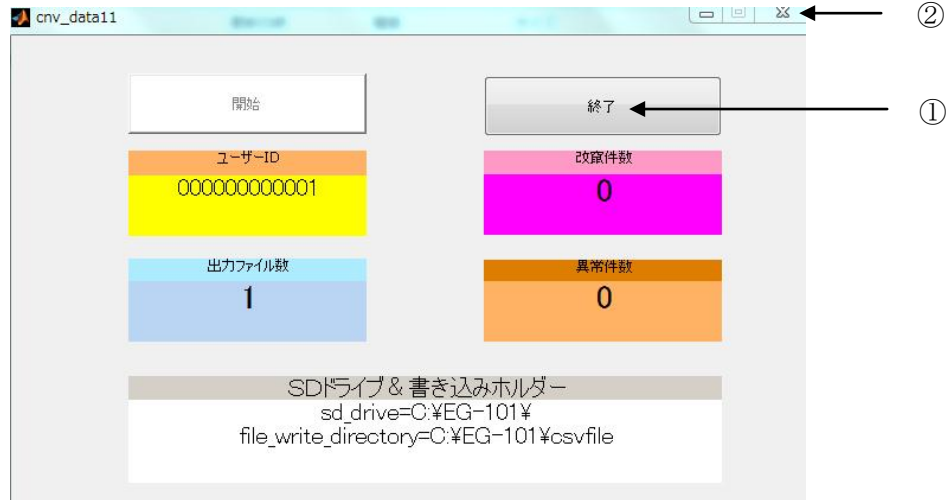 cnv_data11
②
開始
終了
①
ユーザーID
000000000001
改竄件数
0
出力ファイル数
1
異常件数
0
SDドライブ & 書き込みホルダー
sd_drive=C:¥EG-101¥
file_write_directory=C:¥EG-101¥csvfile